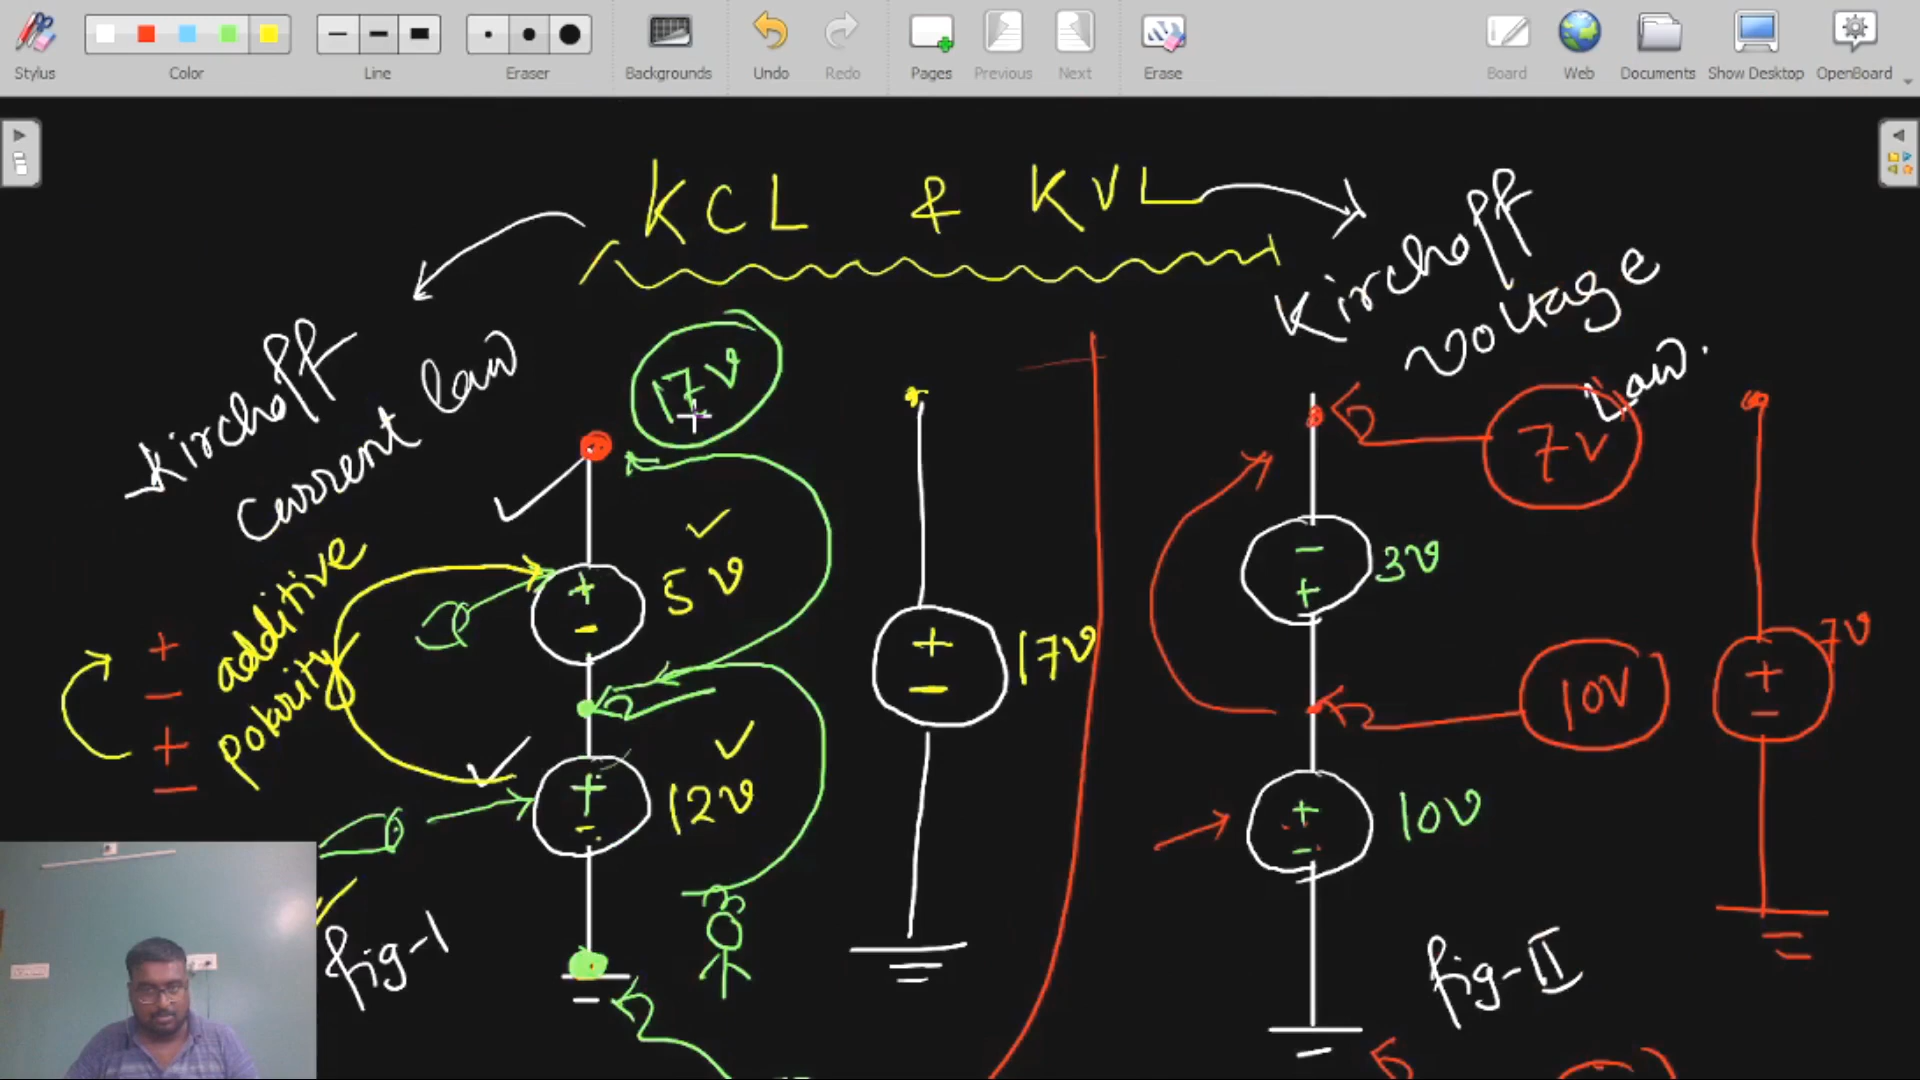 Stylus
Color
Line
Eraser
Backgrounds
Undo
Redo
Pages
Previous
Next
Erase
Board
Web
Documents
Show Desktop
OpenBoard
KCL & KVL
Kirchoff
current law
Kirchoff
voltage
Law.
17V
+
-
5V
+
-
12V
additive
polarity
+
-
+
-
fig-1
+
-
17V
7V
-
+
3V
10V
+
-
10V
fig-II
7V
+
-